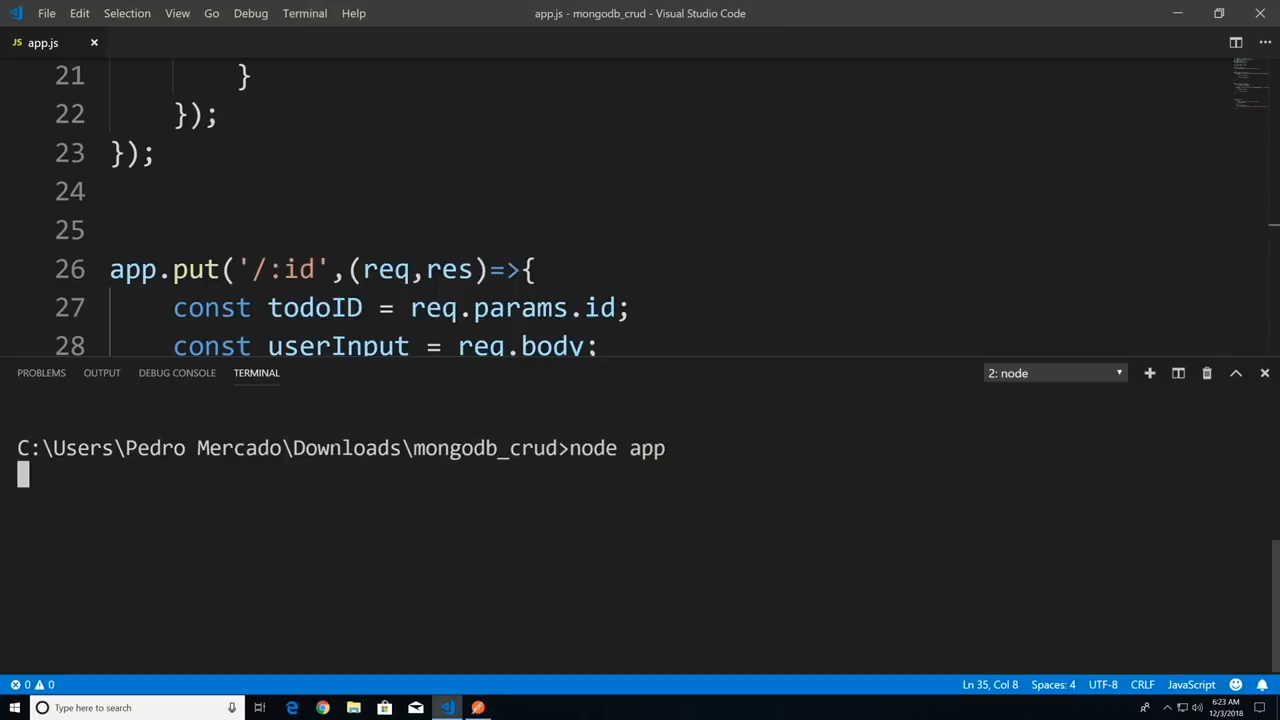 File Edit Selection View Go Debug Terminal Help app.js - mongodb_crud - Visual Studio Code
JS app.js
21 }
22 });
23 });
24
25
26 app.put('/:id',(req,res)=>{
27 const todoID = req.params.id;
28 const userInput = req.body;
PROBLEMS OUTPUT DEBUG CONSOLE TERMINAL 2: node
C:\Users\Pedro Mercado\Downloads\mongodb_crud>node app
0 0 Ln 35, Col 8 Spaces: 4 UTF-8 CRLF JavaScript
Type here to search 6:23 AM
12/3/2018